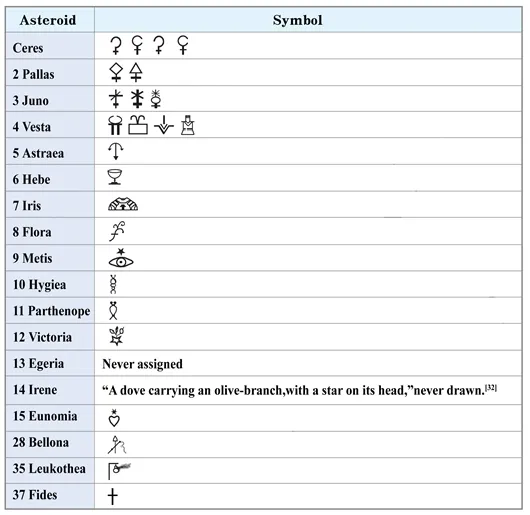 Asteroid Symbol
Ceres
2 Pallas
3 Juno
4 Vesta
5 Astraea
6 Hebe
7 Iris
8 Flora
9 Metis
10 Hygiea
11 Parthenope
12 Victoria
13 Egeria Never assigned
14 Irene “A dove carrying an olive-branch,with a star on its head,”never drawn.[32]
15 Eunomia
28 Bellona
35 Leukothea
37 Fides